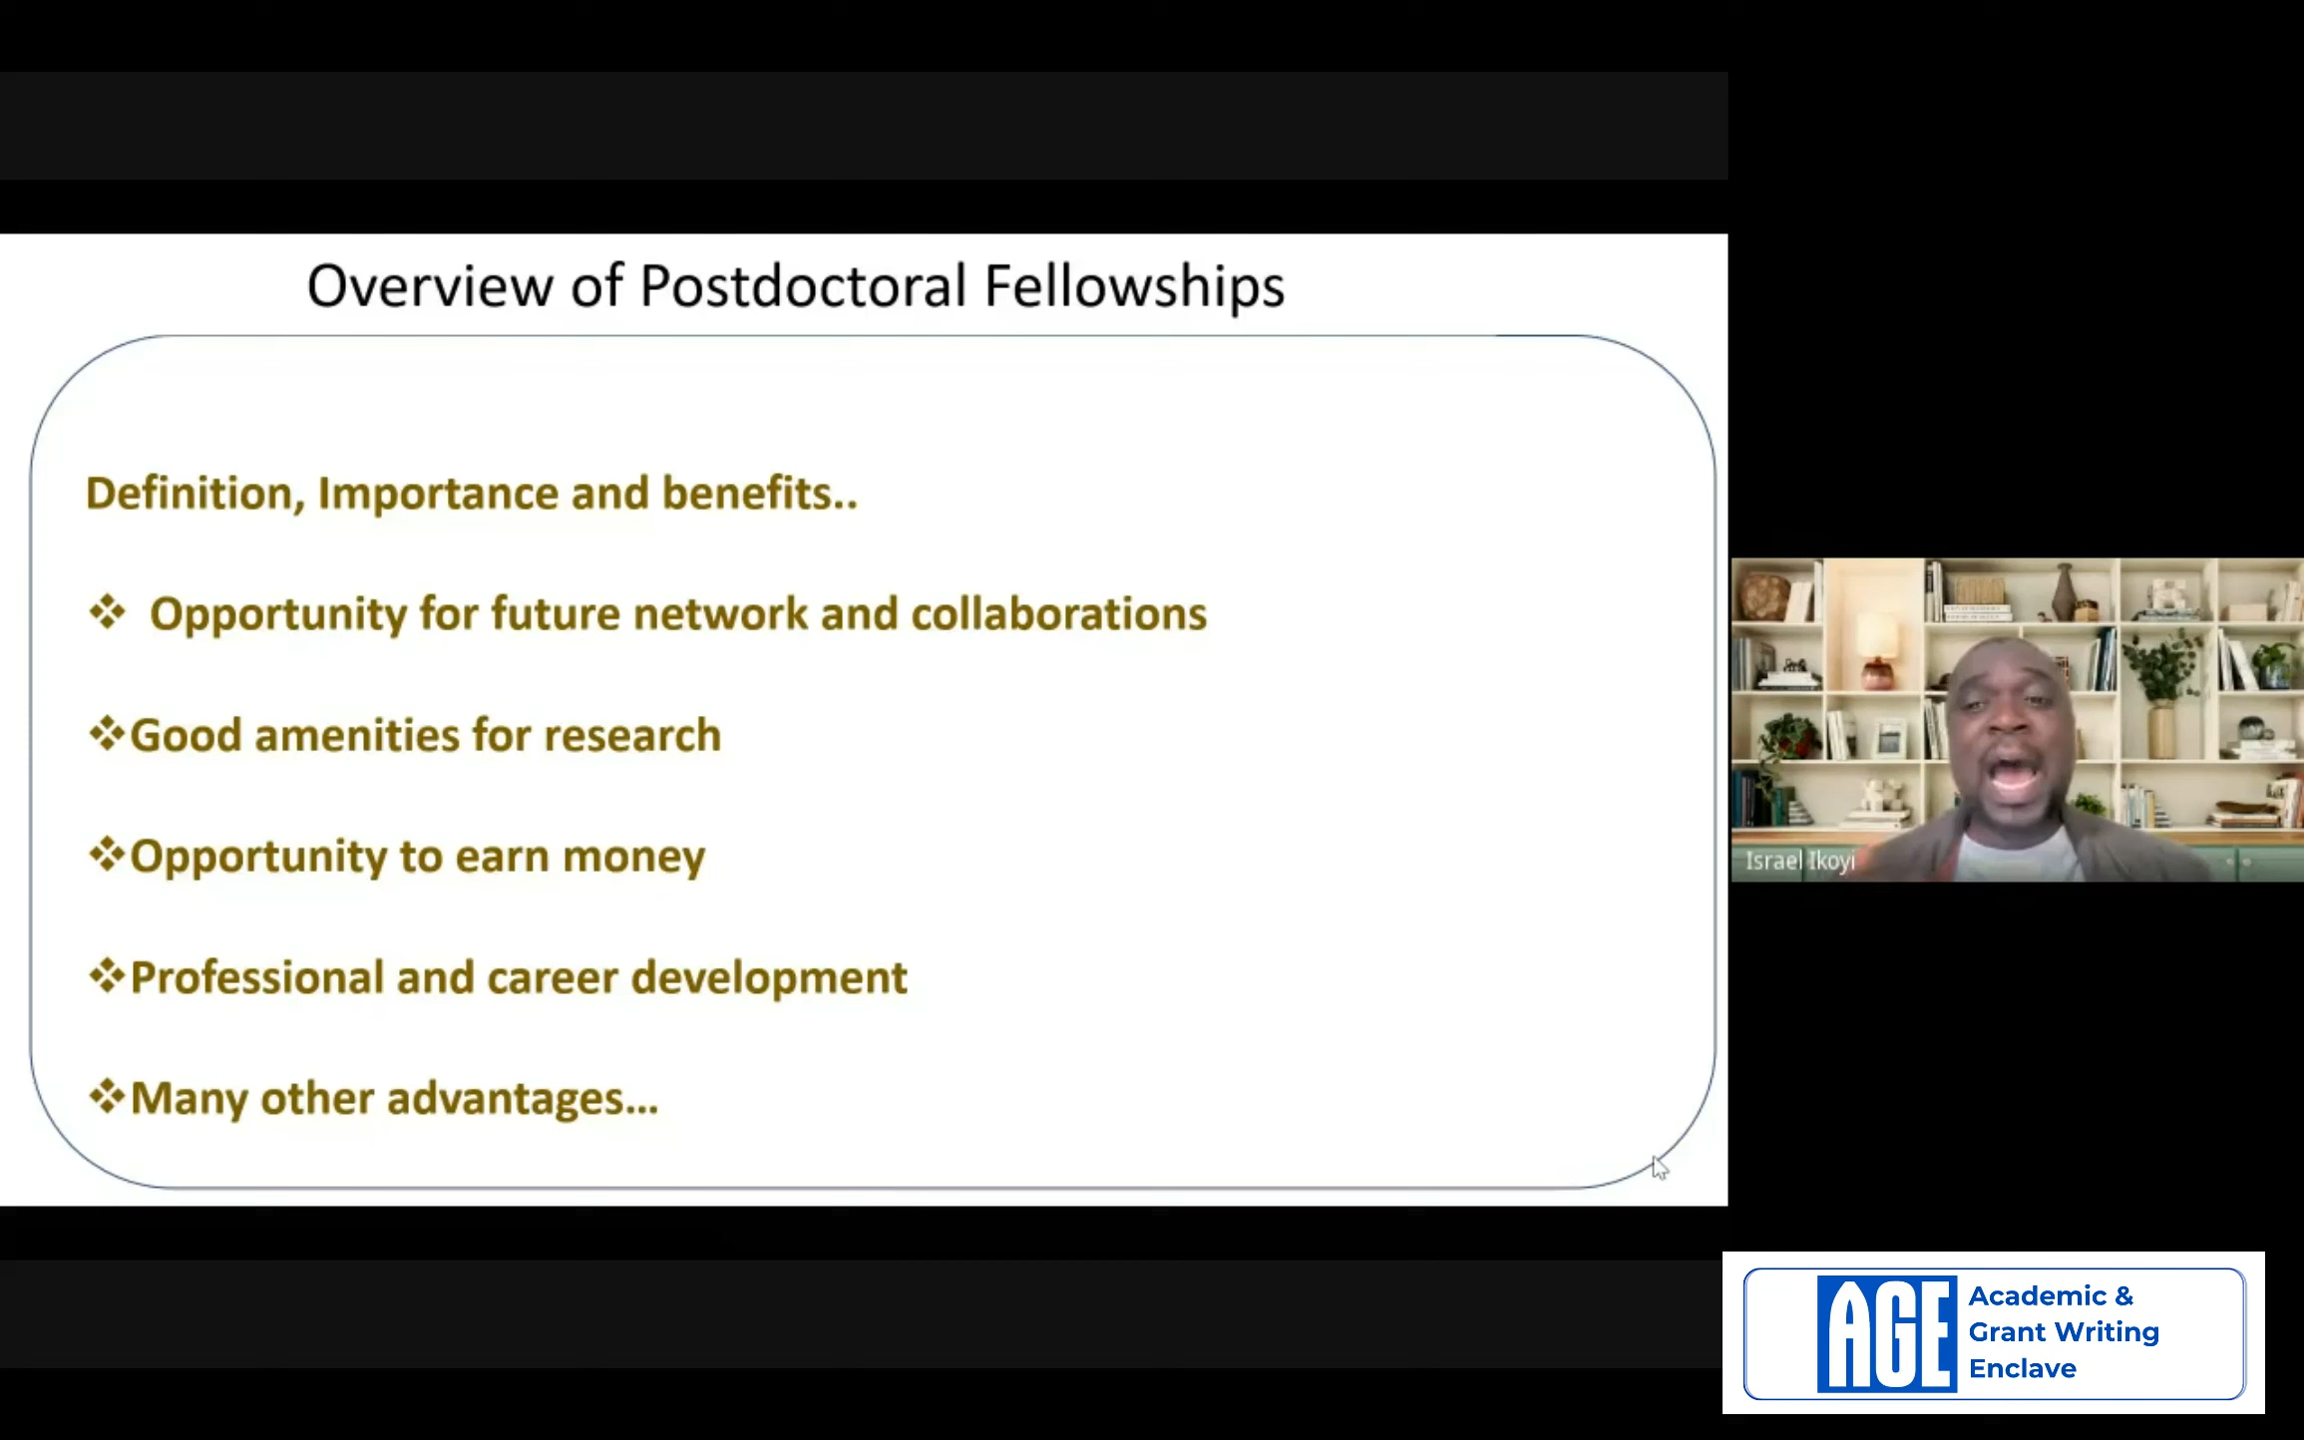 Overview of Postdoctoral Fellowships
Definition, Importance and benefits..
❖ Opportunity for future network and collaborations
❖Good amenities for research
❖Opportunity to earn money
❖Professional and career development
❖Many other advantages...
Israel Ikoyi
AGE
Academic &
Grant Writing
Enclave